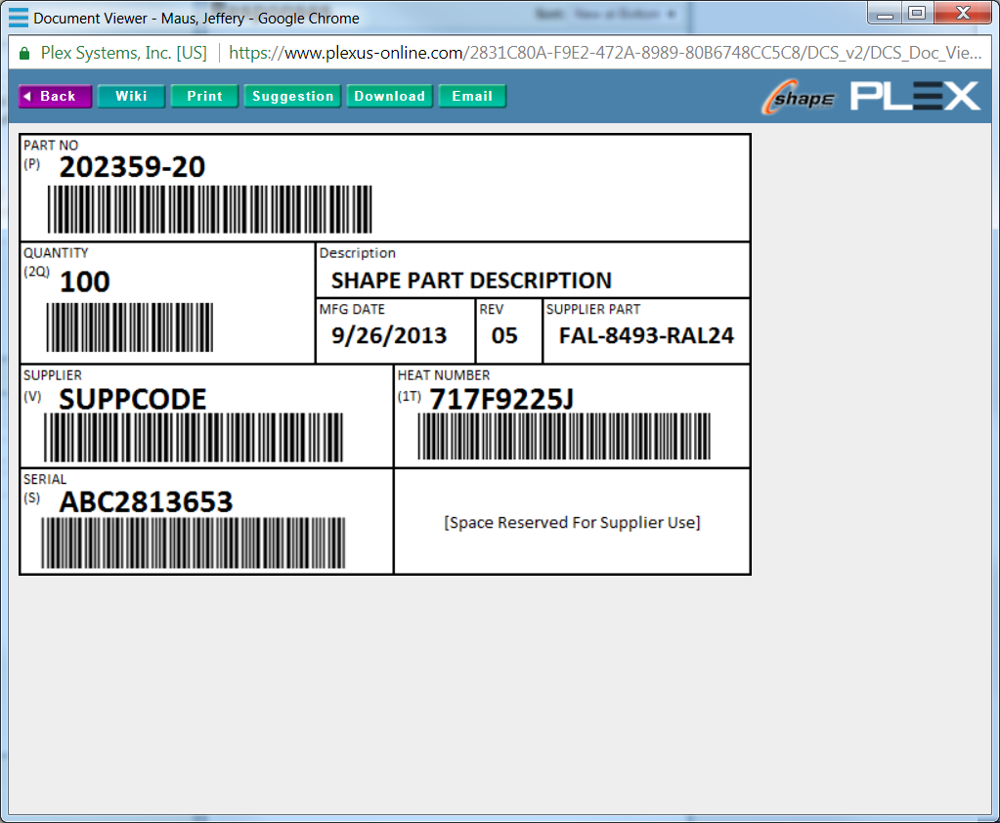 Document Viewer - Maus, Jeffery - Google Chrome
Plex Systems, Inc. [US] https://www.plexus-online.com/2831C80A-F9E2-472A-8989-80B6748CC5C8/DCS_v2/DCS_Doc_Vie...
Back Wiki Print Suggestion Download Email shape PLEX
PART NO
(P) 202359-20
QUANTITY
(2Q) 100
Description
SHAPE PART DESCRIPTION
MFG DATE
9/26/2013
REV
05
SUPPLIER PART
FAL-8493-RAL24
SUPPLIER
(V) SUPPCODE
HEAT NUMBER
(1T) 717F9225J
SERIAL
(S) ABC2813653
[Space Reserved For Supplier Use]